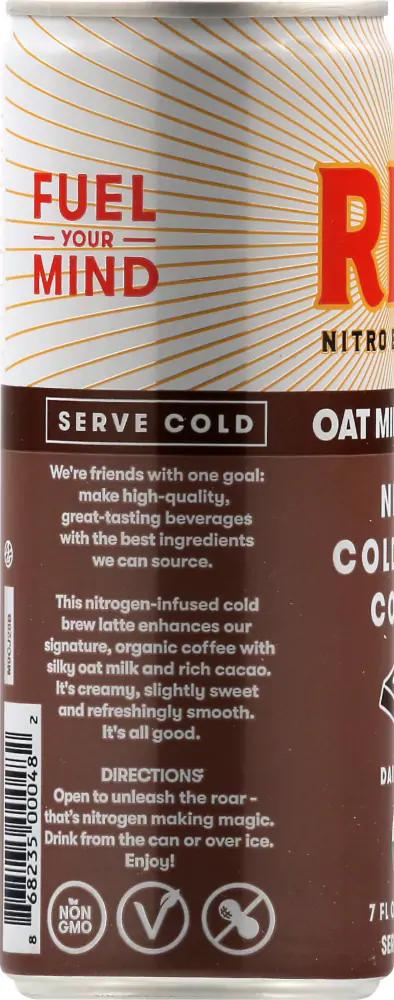 FUEL
YOUR
MIND
NITRO
SERVE COLD
OAT
We're friends with one goal:
make high-quality,
great-tasting beverages
with the best ingredients
we can source.
This nitrogen-infused cold
brew latte enhances our
signature, organic coffee with
silky oat milk and rich cacao.
It's creamy, slightly sweet
and refreshingly smooth.
It's all good.
DIRECTIONS
Open to unleash the roar -
that's nitrogen making magic.
Drink from the can or over ice.
Enjoy!
NON
GMO
V
7 FL
8 68235 00048 2